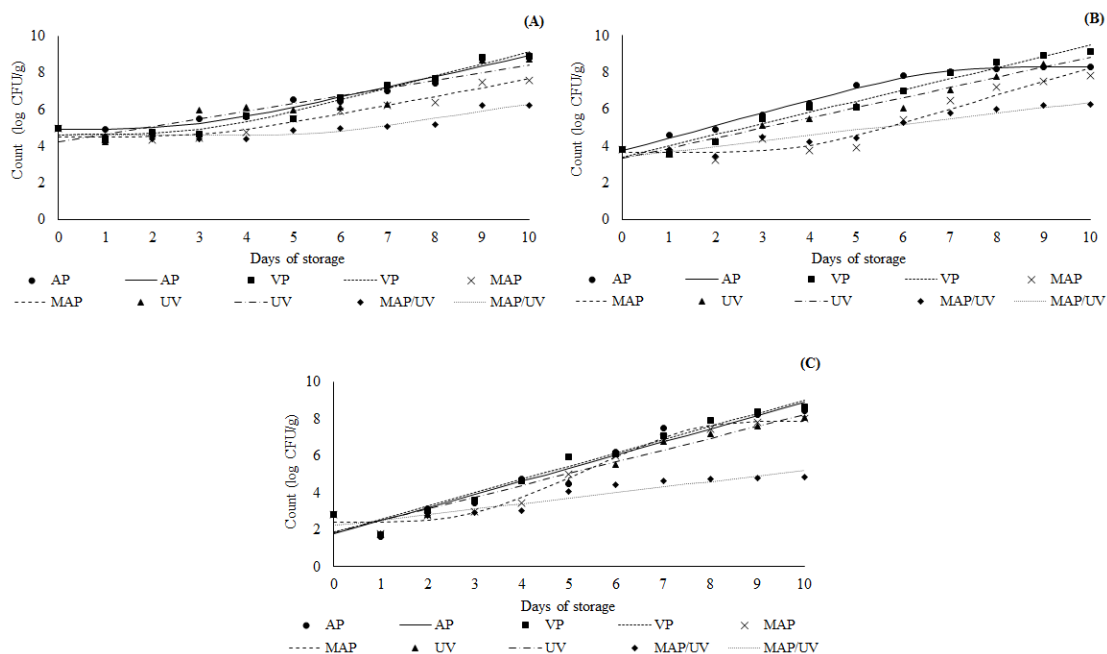 (A)
10
8
6
4
2
0
Count (log CFU/g)
0 1 2 3 4 5 6 7 8 9 10
Days of storage
AP AP VP VP MAP
MAP UV UV MAP/UV MAP/UV
(B)
10
8
6
4
2
0
Count (log CFU/g)
0 1 2 3 4 5 6 7 8 9 10
Days of storage
AP AP VP VP MAP
MAP UV UV MAP/UV MAP/UV
(C)
10
8
6
4
2
0
Count (log CFU/g)
0 1 2 3 4 5 6 7 8 9 10
Days of storage
AP AP VP VP MAP
MAP UV UV MAP/UV MAP/UV